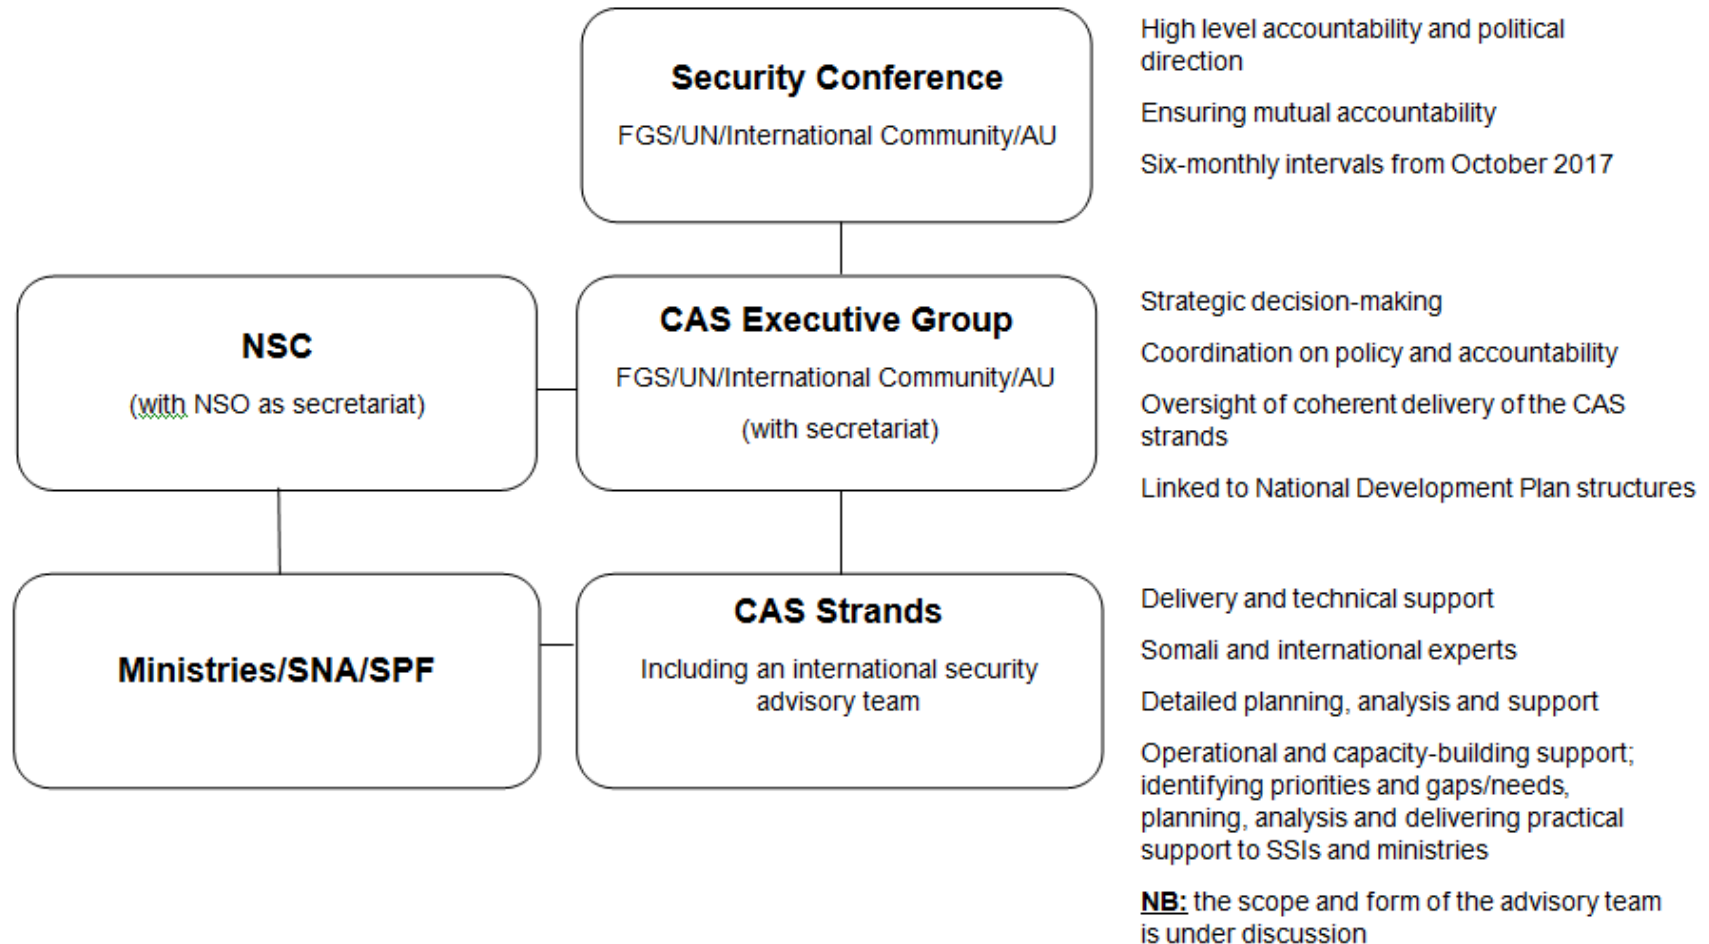 Security Conference
FGS/UN/International Community/AU
High level accountability and political
direction
Ensuring mutual accountability
Six-monthly intervals from October 2017
NSC
(with NSO as secretariat)
CAS Executive Group
FGS/UN/International Community/AU
(with secretariat)
Strategic decision-making
Coordination on policy and accountability
Oversight of coherent delivery of the CAS
strands
Linked to National Development Plan structures
Ministries/SNA/SPF
CAS Strands
Including an international security
advisory team
Delivery and technical support
Somali and international experts
Detailed planning, analysis and support
Operational and capacity-building support;
identifying priorities and gaps/needs,
planning, analysis and delivering practical
support to SSIs and ministries
NB: the scope and form of the advisory team
is under discussion